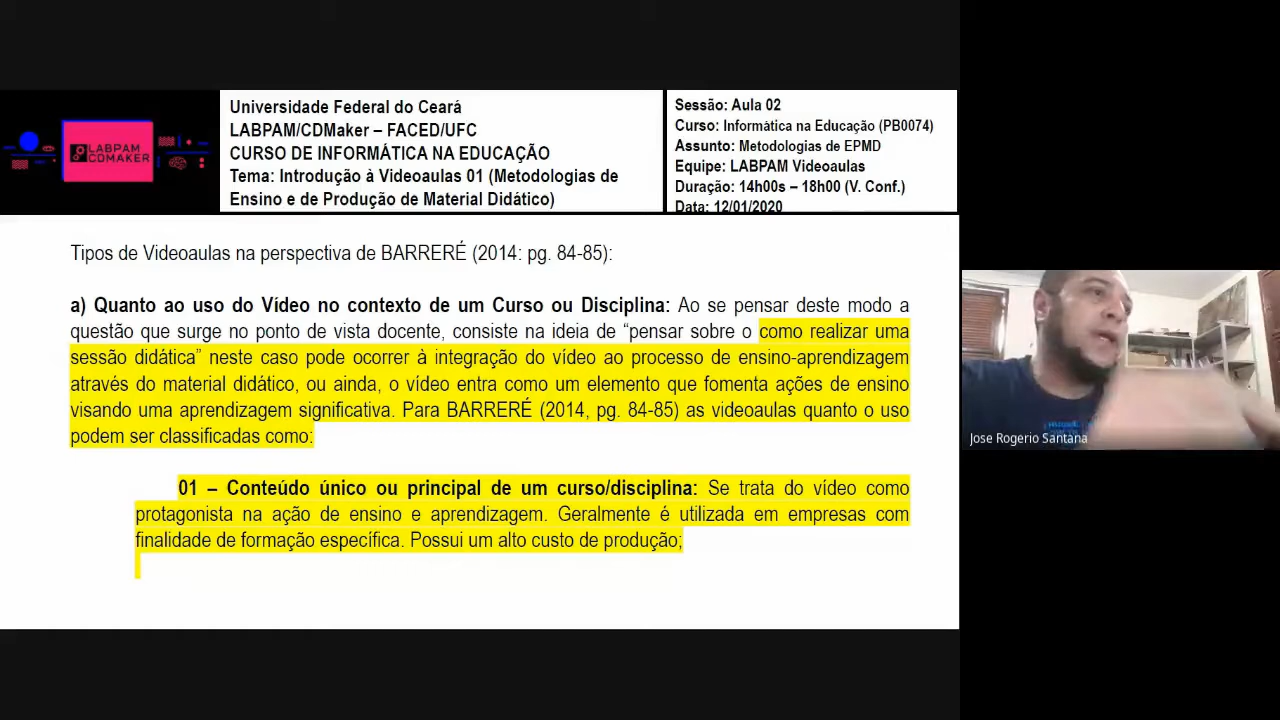 LABPAM
CDMAKER
Universidade Federal do Ceará
LABPAM/CDMaker – FACED/UFC
CURSO DE INFORMÁTICA NA EDUCAÇÃO
Tema: Introdução à Videoaulas 01 (Metodologias de
Ensino e de Produção de Material Didático)
Sessão: Aula 02
Curso: Informática na Educação (PB0074)
Assunto: Metodologias de EPMD
Equipe: LABPAM Videoaulas
Duração: 14h00s – 18h00 (V. Conf.)
Data: 12/01/2020
Tipos de Videoaulas na perspectiva de BARRERÉ (2014: pg. 84-85):
a) Quanto ao uso do Vídeo no contexto de um Curso ou Disciplina: Ao se pensar deste modo a
questão que surge no ponto de vista docente, consiste na ideia de “pensar sobre o como realizar uma
sessão didática” neste caso pode ocorrer à integração do vídeo ao processo de ensino-aprendizagem
através do material didático, ou ainda, o vídeo entra como um elemento que fomenta ações de ensino
visando uma aprendizagem significativa. Para BARRERÉ (2014, pg. 84-85) as videoaulas quanto o uso
podem ser classificadas como:
01 – Conteúdo único ou principal de um curso/disciplina: Se trata do vídeo como
protagonista na ação de ensino e aprendizagem. Geralmente é utilizada em empresas com
finalidade de formação específica. Possui um alto custo de produção;
Jose Rogerio Santana